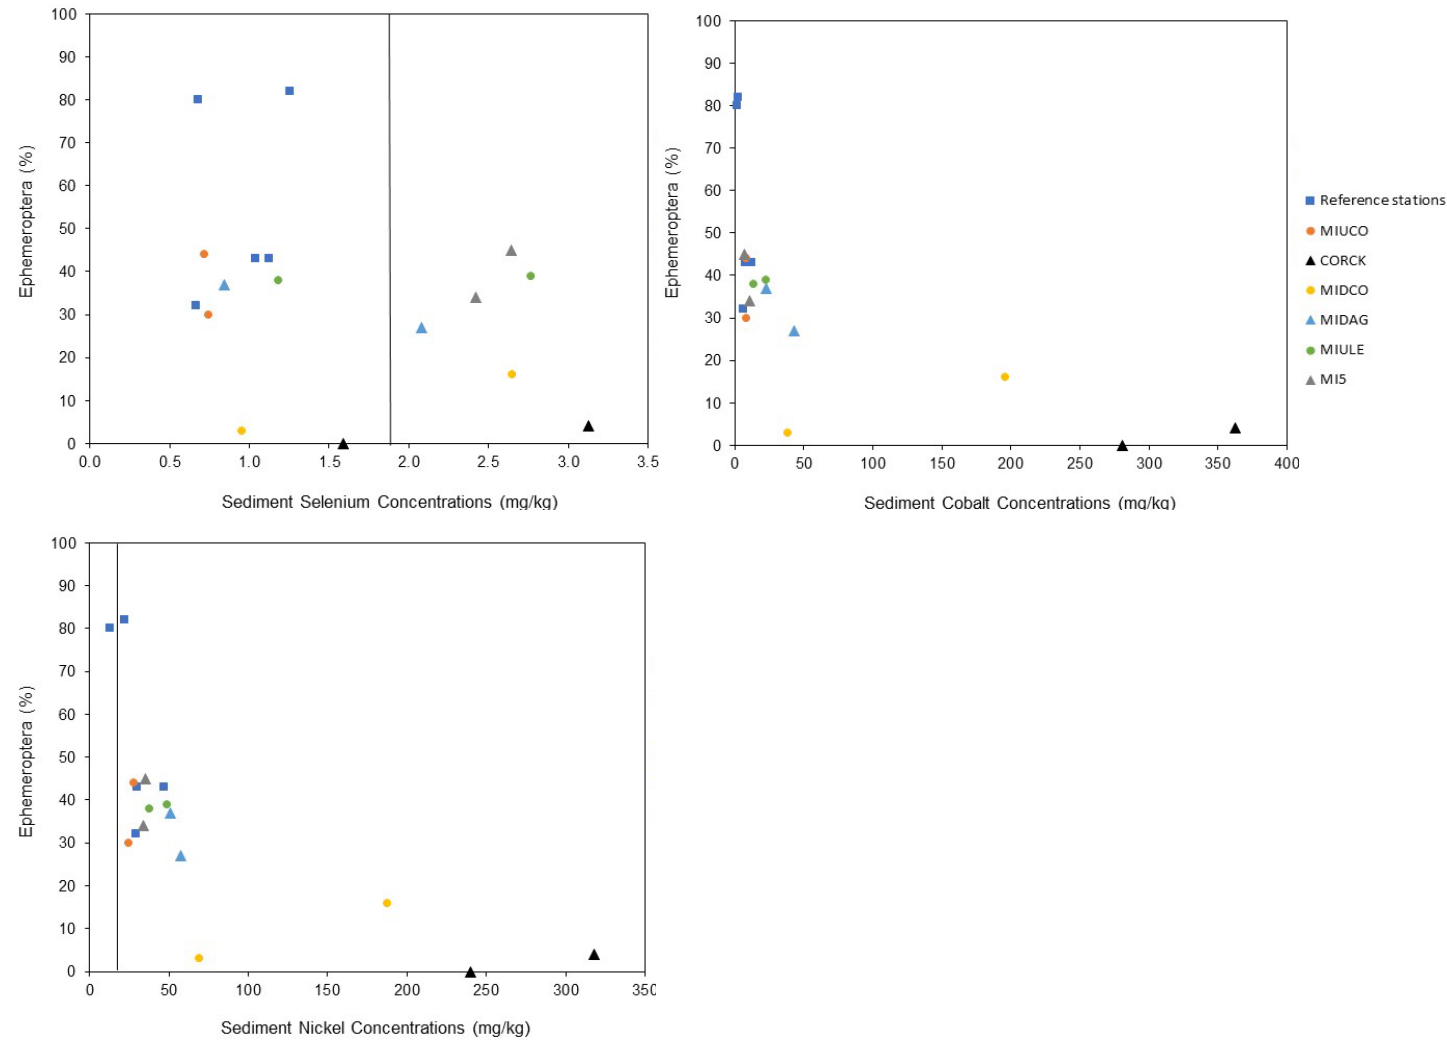 100
90
80
70
60
50
40
30
20
10
0
Ephemeroptera (%)
0.0 0.5 1.0 1.5 2.0 2.5 3.0 3.5
Sediment Selenium Concentrations (mg/kg)
100
90
80
70
60
50
40
30
20
10
0
Ephemeroptera (%)
0 50 100 150 200 250 300 350 400
Sediment Cobalt Concentrations (mg/kg)
Reference stations
MIUCO
CORCK
MIDCO
MIDAG
MIULE
MI5
100
90
80
70
60
50
40
30
20
10
0
Ephemeroptera (%)
0 50 100 150 200 250 300 350
Sediment Nickel Concentrations (mg/kg)